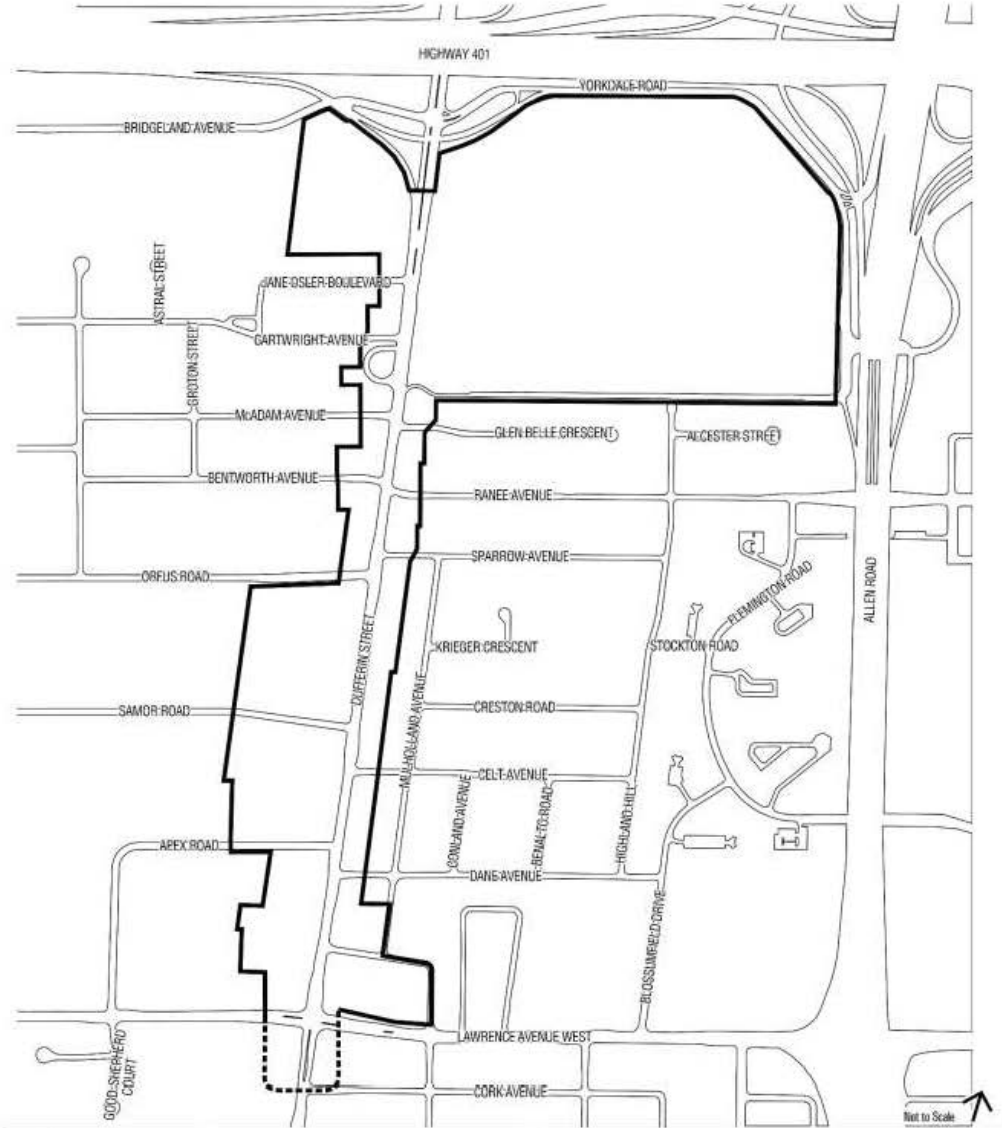 HIGHWAY 401
YORKDALE ROAD
BRIDGELAND AVENUE
ASTRAL STREET
JANE OSLER BOULEVARD
GROTON STREET
CARTWRIGHT AVENUE
McADAM AVENUE
GLEN BELLE CRESCENT
ALCESTER STREET
BENTWORTH AVENUE
RANEE AVENUE
SPARROW AVENUE
ORFUS ROAD
FLEMINGTON ROAD
ALLEN ROAD
DUFFERIN STREET
KRIEGER CRESCENT
STOCKTON ROAD
MULHOLLAND AVENUE
SAMOR ROAD
CRESTON ROAD
CELT AVENUE
CONLAND AVENUE
BENALTO ROAD
HIGHLAND HILL
APEX ROAD
DANE AVENUE
BLOSSUMFIELD DRIVE
LAWRENCE AVENUE WEST
GOOD SHEPHERD
COURT
CORK AVENUE
Not to Scale